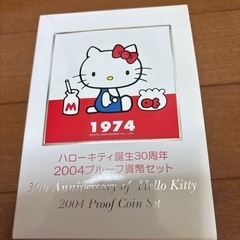 M
1974
ハローキティ誕生30周年
2004プルーフ貨幣セット
30th Anniversary of Hello Kitty
2004 Proof Coin Set